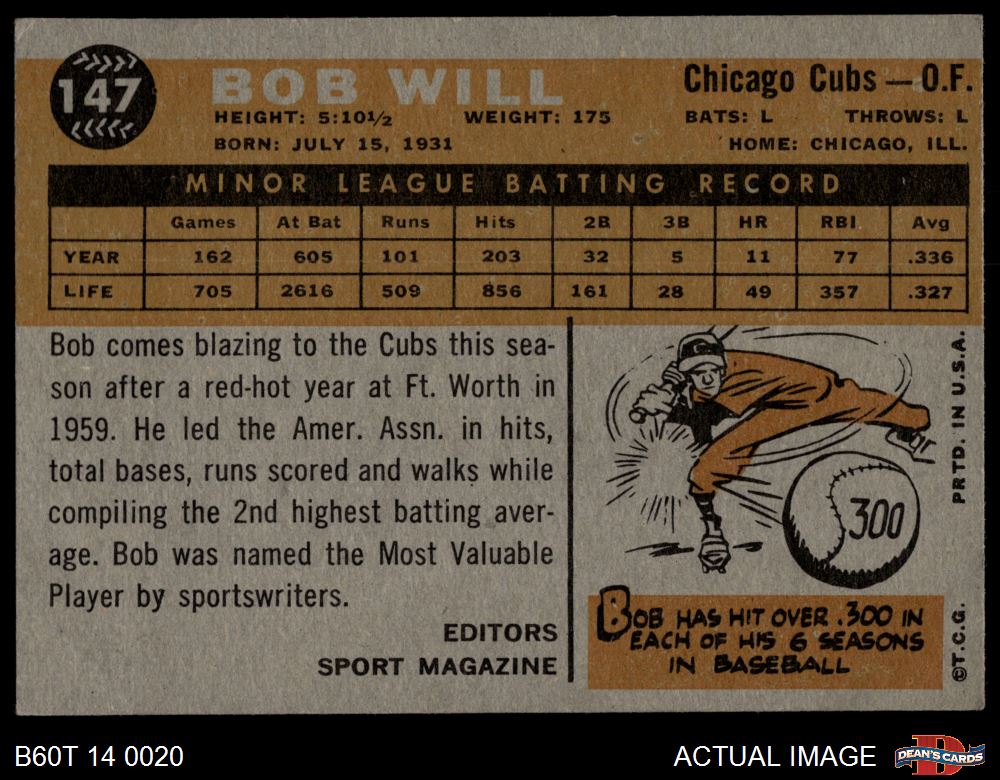 147
BOB WILL
Chicago Cubs — O.F.
HEIGHT: 5:10½ WEIGHT: 175 BATS: L THROWS: L
BORN: JULY 15, 1931 HOME: CHICAGO, ILL.
MINOR LEAGUE BATTING RECORD
Games At Bat Runs Hits 2B 3B HR RBI Avg
YEAR 162 605 101 203 32 5 11 77 .336
LIFE 705 2616 509 856 161 28 49 357 .327
Bob comes blazing to the Cubs this sea-
son after a red-hot year at Ft. Worth in
1959. He led the Amer. Assn. in hits,
total bases, runs scored and walks while
compiling the 2nd highest batting aver-
age. Bob was named the Most Valuable
Player by sportswriters.
EDITORS
SPORT MAGAZINE
300
BOB HAS HIT OVER .300 IN
EACH OF HIS 6 SEASONS
IN BASEBALL
PRTD. IN U.S.A.
©T.C.G.
B60T 14 0020
ACTUAL IMAGE
D
DEAN'S CARDS